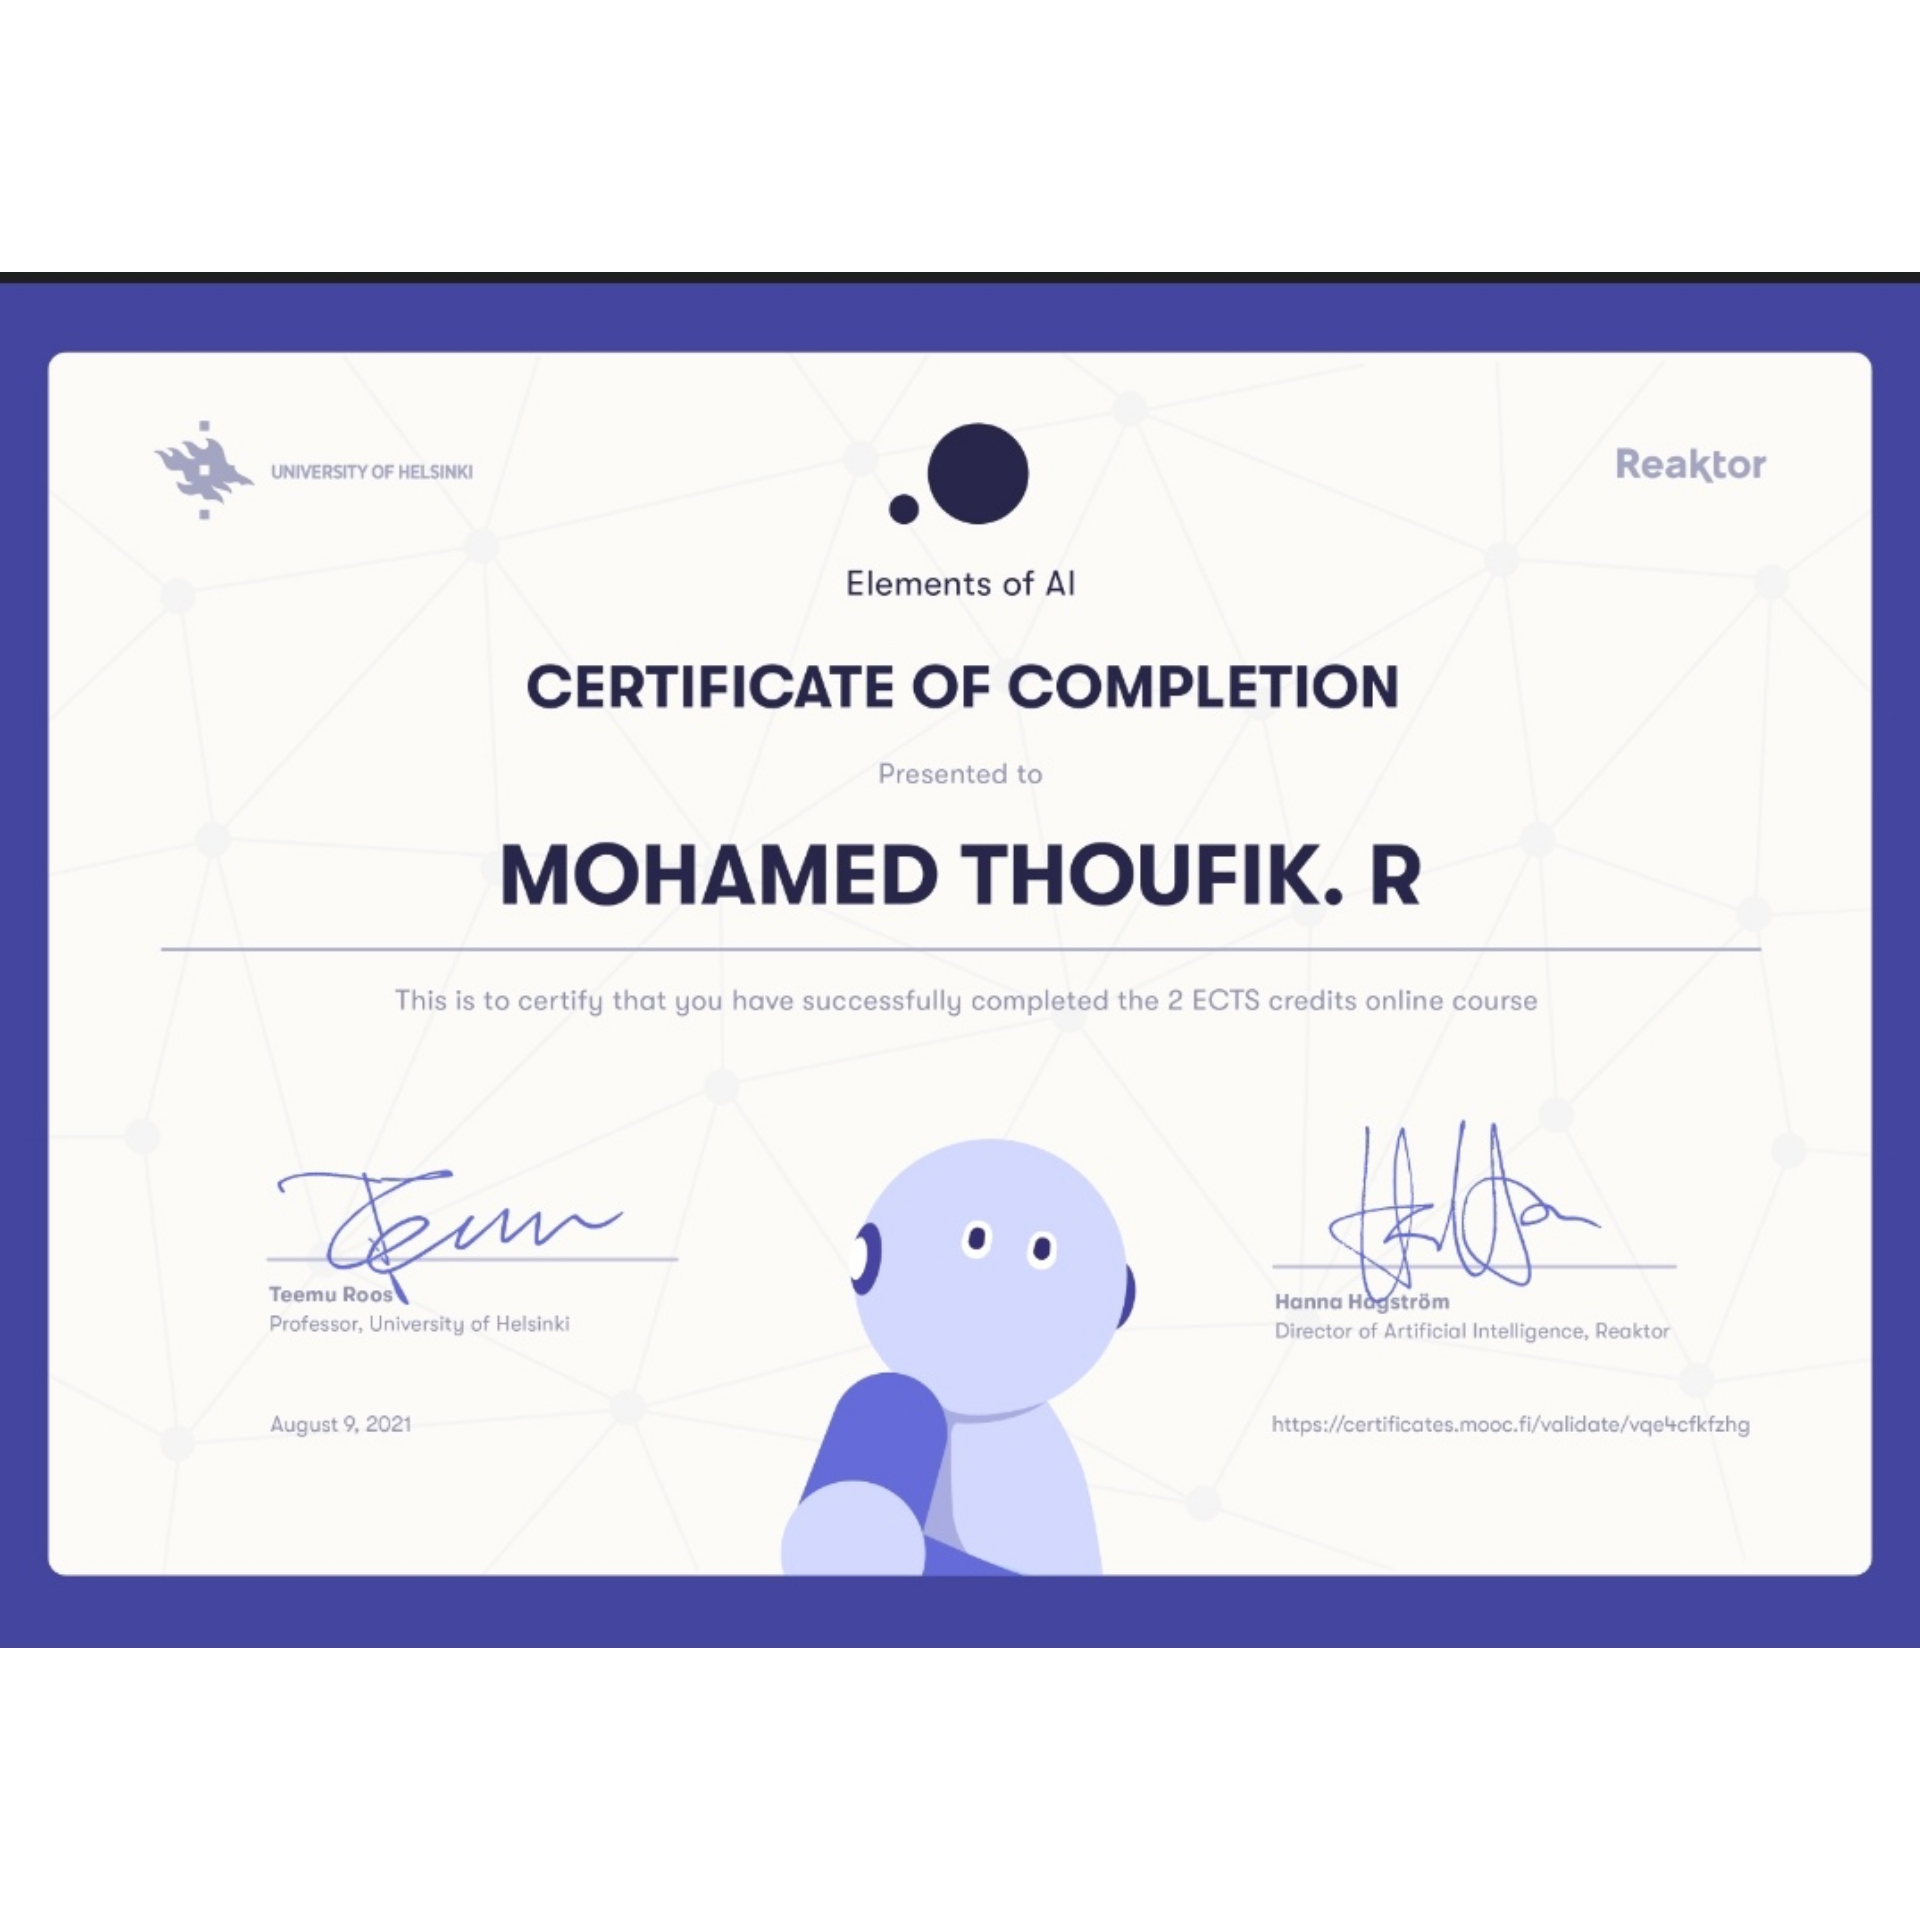 UNIVERSITY OF HELSINKI
Reaktor
Elements of AI
CERTIFICATE OF COMPLETION
Presented to
MOHAMED THOUFIK. R
This is to certify that you have successfully completed the 2 ECTS credits online course
Teemu
Teemu Roos
Professor, University of Helsinki
Hanna Hagström
Director of Artificial Intelligence, Reaktor
August 9, 2021
https://certificates.mooc.fi/validate/vqe4cfkfzhg